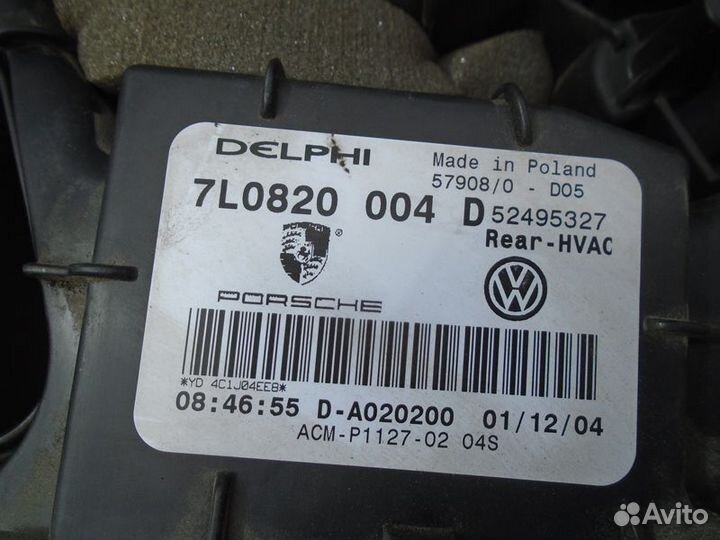 DELPHI
Made in Poland
57908/0 - D05
7L0820 004 D
52495327
Rear-HVAC
PORSCHE
*YD 4C1J04EE8*
08:46:55 D-A020200 01/12/04
ACM-P1127-02 04S
Avito